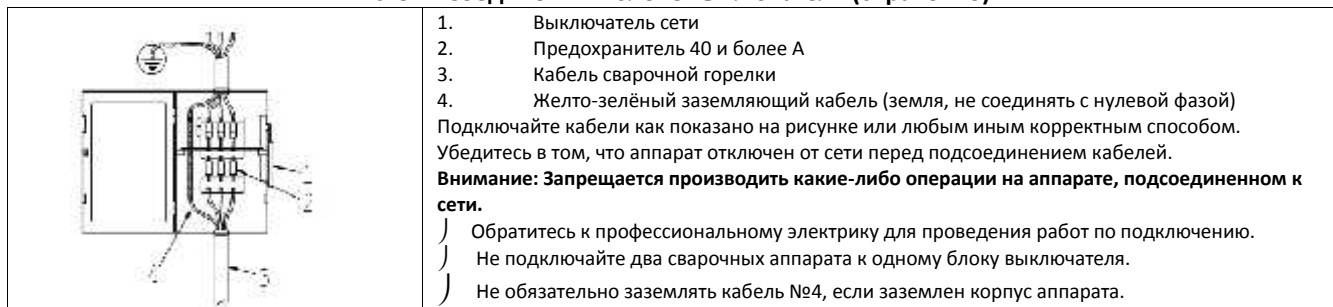 1. Выключатель сети
2. Предохранитель 40 и более А
3. Кабель сварочной горелки
4. Желто-зелёный заземляющий кабель (земля, не соединять с нулевой фазой)
Подключайте кабели как показано на рисунке или любым иным корректным способом.
Убедитесь в том, что аппарат отключен от сети перед подсоединением кабелей.
Внимание: Запрещается производить какие-либо операции на аппарате, подсоединенном к
сети.
Обратитесь к профессиональному электрику для проведения работ по подключению.
Не подключайте два сварочных аппарата к одному блоку выключателя.
Не обязательно заземлять кабель №4, если заземлен корпус аппарата.
1
2
4
3